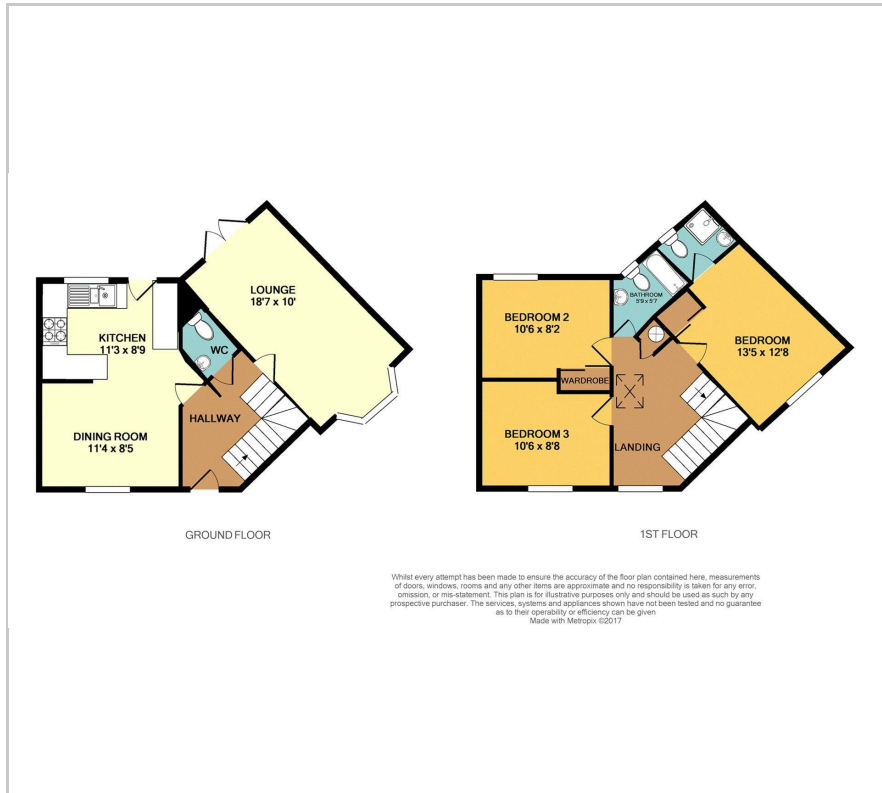 LOUNGE
18'7 x 10'
KITCHEN
11'3 x 8'9
WC
HALLWAY
DINING ROOM
11'4 x 8'5
GROUND FLOOR
BATHROOM
5'9 x 5'7
BEDROOM 2
10'6 x 8'2
BEDROOM
13'5 x 12'8
WARDROBE
BEDROOM 3
10'6 x 8'8
LANDING
1ST FLOOR
Whilst every attempt has been made to ensure the accuracy of the floor plan contained here, measurements
of doors, windows, rooms and any other items are approximate and no responsibility is taken for any error,
omission, or mis-statement. This plan is for illustrative purposes only and should be used as such by any
prospective purchaser. The services, systems and appliances shown have not been tested and no guarantee
as to their operability or efficiency can be given
Made with Metropix ©2017